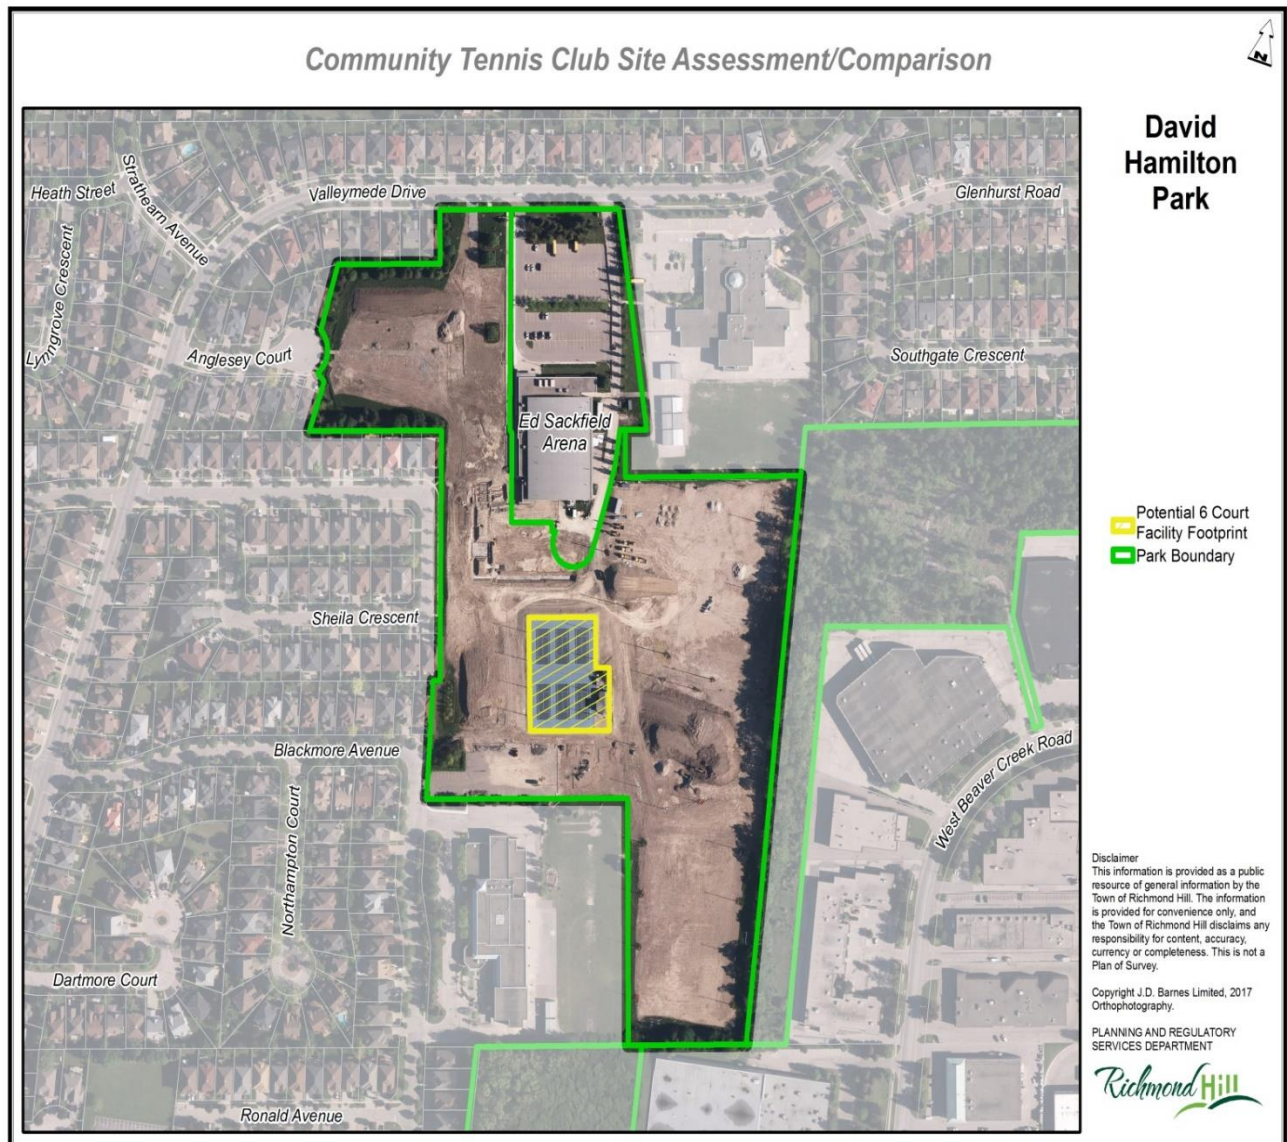 Community Tennis Club Site Assessment/Comparison
N
David
Hamilton
Park
Heath Street
Strathearn Avenue
Valleymede Drive
Glenhurst Road
Lynngrove Crescent
Anglesey Court
Southgate Crescent
Ed Sackfield
Arena
Potential 6 Court
Facility Footprint
Park Boundary
Sheila Crescent
Blackmore Avenue
Northampton Court
West Beaver Creek Road
Dartmore Court
Ronald Avenue
Disclaimer
This information is provided as a public
resource of general information by the
Town of Richmond Hill. The information
is provided for convenience only, and
the Town of Richmond Hill disclaims any
responsibility for content, accuracy,
currency or completeness. This is not a
Plan of Survey.
Copyright J.D. Barnes Limited, 2017
Orthophotography.
PLANNING AND REGULATORY
SERVICES DEPARTMENT
Richmond Hill